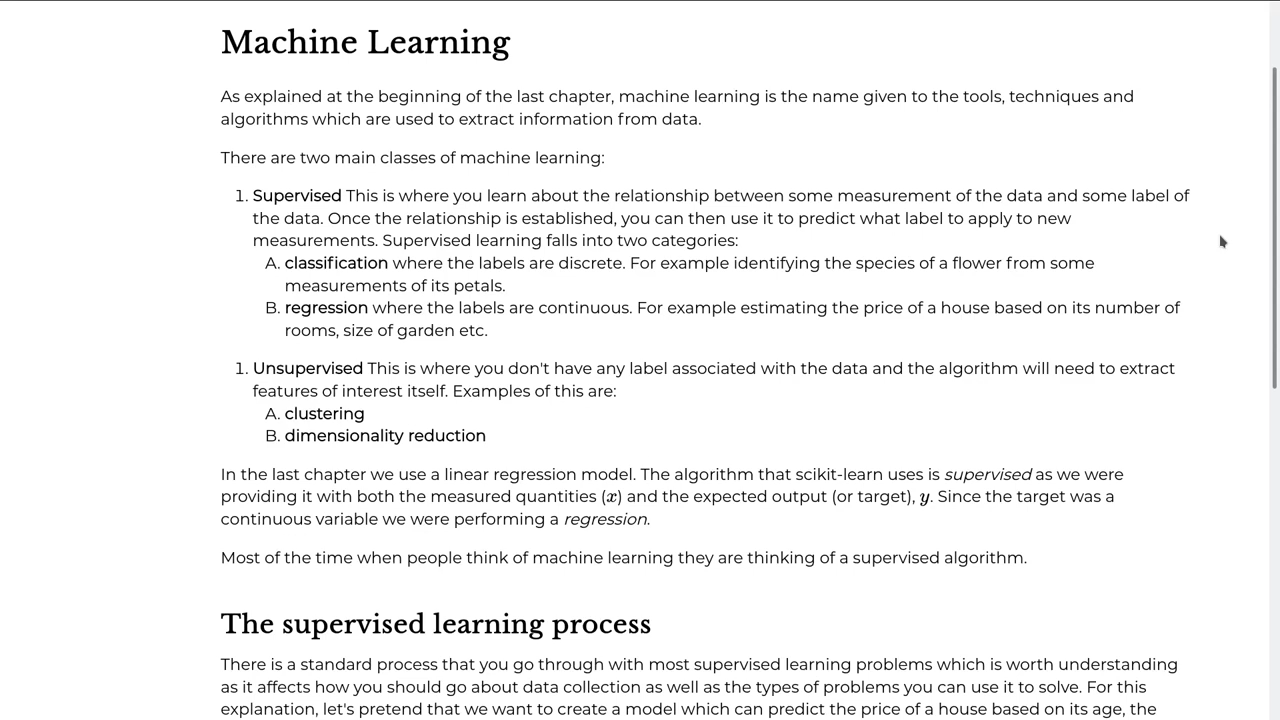 Machine Learning
As explained at the beginning of the last chapter, machine learning is the name given to the tools, techniques and
algorithms which are used to extract information from data.
There are two main classes of machine learning:
1. Supervised This is where you learn about the relationship between some measurement of the data and some label of
the data. Once the relationship is established, you can then use it to predict what label to apply to new
measurements. Supervised learning falls into two categories:
A. classification where the labels are discrete. For example identifying the species of a flower from some
measurements of its petals.
B. regression where the labels are continuous. For example estimating the price of a house based on its number of
rooms, size of garden etc.
1. Unsupervised This is where you don't have any label associated with the data and the algorithm will need to extract
features of interest itself. Examples of this are:
A. clustering
B. dimensionality reduction
In the last chapter we use a linear regression model. The algorithm that scikit-learn uses is supervised as we were
providing it with both the measured quantities (x) and the expected output (or target), y. Since the target was a
continuous variable we were performing a regression.
Most of the time when people think of machine learning they are thinking of a supervised algorithm.
The supervised learning process
There is a standard process that you go through with most supervised learning problems which is worth understanding
as it affects how you should go about data collection as well as the types of problems you can use it to solve. For this
explanation, let's pretend that we want to create a model which can predict the price of a house based on its age, the